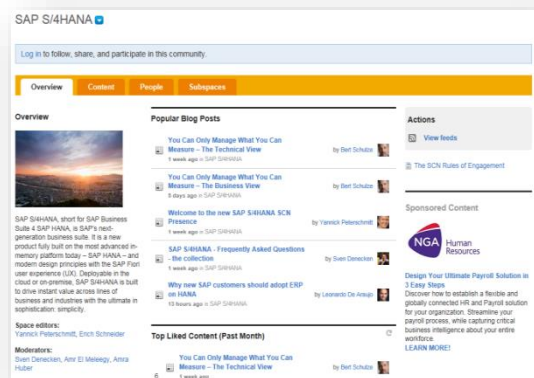 SAP S/4HANA
Log in to follow, share, and participate in this community.
Overview
Content
People
Subspaces
Overview
SAP S/4HANA, short for SAP Business
Suite 4 SAP HANA, is SAP's next-
generation business suite. It is a new
product fully built on the most advanced in-
memory platform today – SAP HANA – and
modern design principles with the SAP Fiori
user experience (UX). Deployable in the
cloud or on-premise, SAP S/4HANA is built
to drive instant value across lines of
business and industries with the ultimate in
sophistication: simplicity.
Space editors:
Yannick Peterschmitt, Erich Schneider
Moderators:
Sven Denecken, Amr El Meleegy, Amra
Huber
Popular Blog Posts
You Can Only Manage What You Can
Measure – The Technical View
by Bert Schulze
1 week ago in SAP S/4HANA
You Can Only Manage What You Can
Measure – The Business View
by Bert Schulze
5 days ago in SAP S/4HANA
Welcome to the new SAP S/4HANA SCN
Presence
by Yannick Peterschmitt
1 week ago in SAP S/4HANA
SAP S/4HANA - Frequently Asked Questions
- the collection
by Sven Denecken
1 week ago in SAP S/4HANA
Why new SAP customers should adopt ERP
on HANA
by Leonardo De Araujo
13 hours ago in SAP S/4HANA
Top Liked Content (Past Month)
You Can Only Manage What You Can
Measure – The Technical View
by Bert Schulze
6
1 week ago
Actions
View feeds
The SCN Rules of Engagement
Sponsored Content
NGA Human
Resources
Design Your Ultimate Payroll Solution in
3 Easy Steps
Discover how to establish a flexible and
globally connected HR and Payroll solution
for your organization. Streamline your
payroll process, while capturing critical
business intelligence about your entire
workforce.
LEARN MORE!